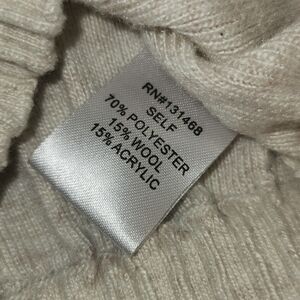 RN#131468
SELF
70% POLYESTER
15% WOOL
15% ACRYLIC